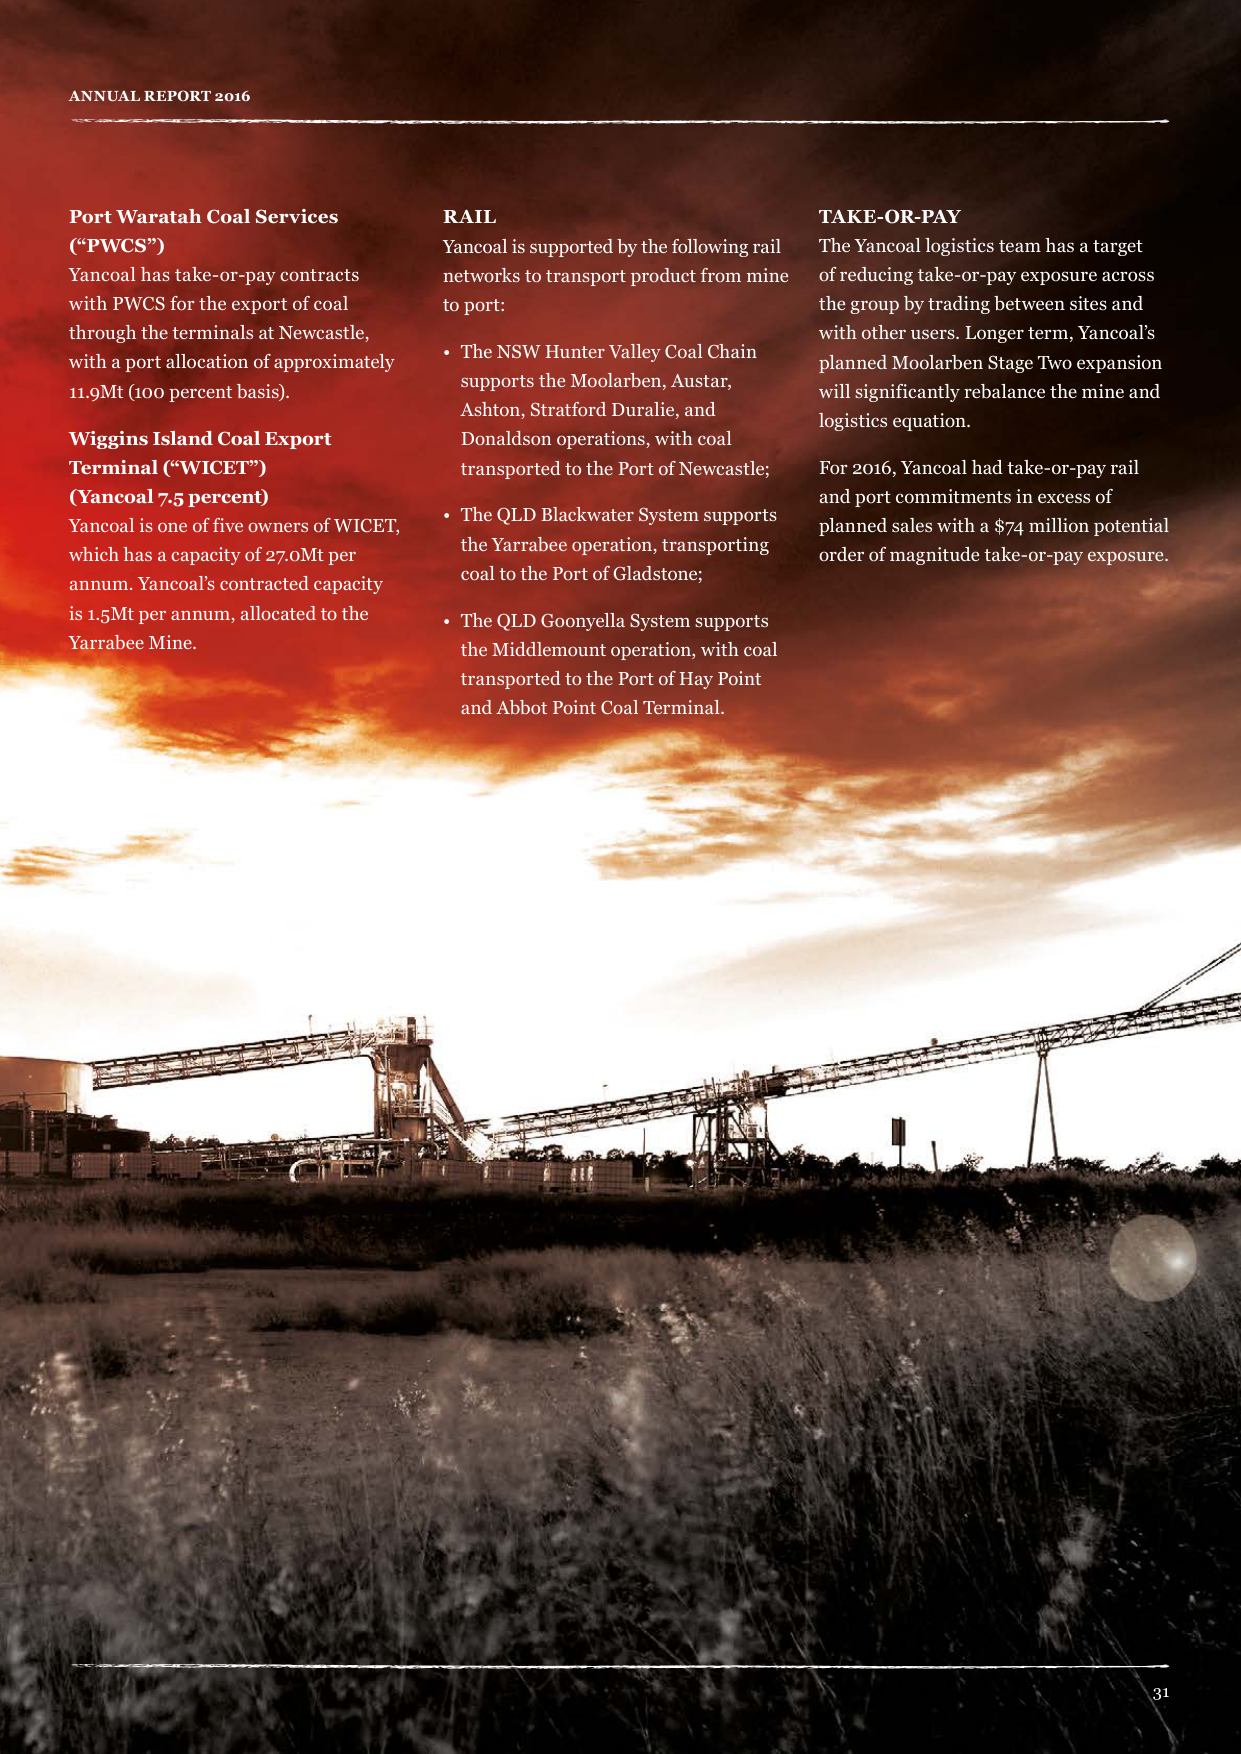 ANNUAL REPORT 2016
Port Waratah Coal Services
(“PWCS”)
Yancoal has take-or-pay contracts
with PWCS for the export of coal
through the terminals at Newcastle,
with a port allocation of approximately
11.9Mt (100 percent basis).
Wiggins Island Coal Export
Terminal (“WICET”)
(Yancoal 7.5 percent)
Yancoal is one of five owners of WICET,
which has a capacity of 27.0Mt per
annum. Yancoal’s contracted capacity
is 1.5Mt per annum, allocated to the
Yarrabee Mine.
RAIL
Yancoal is supported by the following rail
networks to transport product from mine
to port:
• The NSW Hunter Valley Coal Chain
supports the Moolarben, Austar,
Ashton, Stratford Duralie, and
Donaldson operations, with coal
transported to the Port of Newcastle;
• The QLD Blackwater System supports
the Yarrabee operation, transporting
coal to the Port of Gladstone;
• The QLD Goonyella System supports
the Middlemount operation, with coal
transported to the Port of Hay Point
and Abbot Point Coal Terminal.
TAKE-OR-PAY
The Yancoal logistics team has a target
of reducing take-or-pay exposure across
the group by trading between sites and
with other users. Longer term, Yancoal’s
planned Moolarben Stage Two expansion
will significantly rebalance the mine and
logistics equation.
For 2016, Yancoal had take-or-pay rail
and port commitments in excess of
planned sales with a $74 million potential
order of magnitude take-or-pay exposure.
31